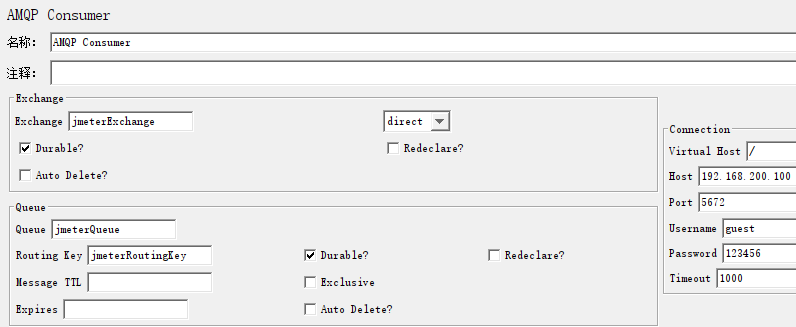 AMQP Consumer
名称： AMQP Consumer
注释：
Exchange
Exchange jmeterExchange direct
Durable? Redeclare?
Auto Delete?
Queue
Queue jmeterQueue
Routing Key jmeterRoutingKey Durable? Redeclare?
Message TTL Exclusive
Expires Auto Delete?
Connection
Virtual Host /
Host 192.168.200.100
Port 5672
Username guest
Password 123456
Timeout 1000